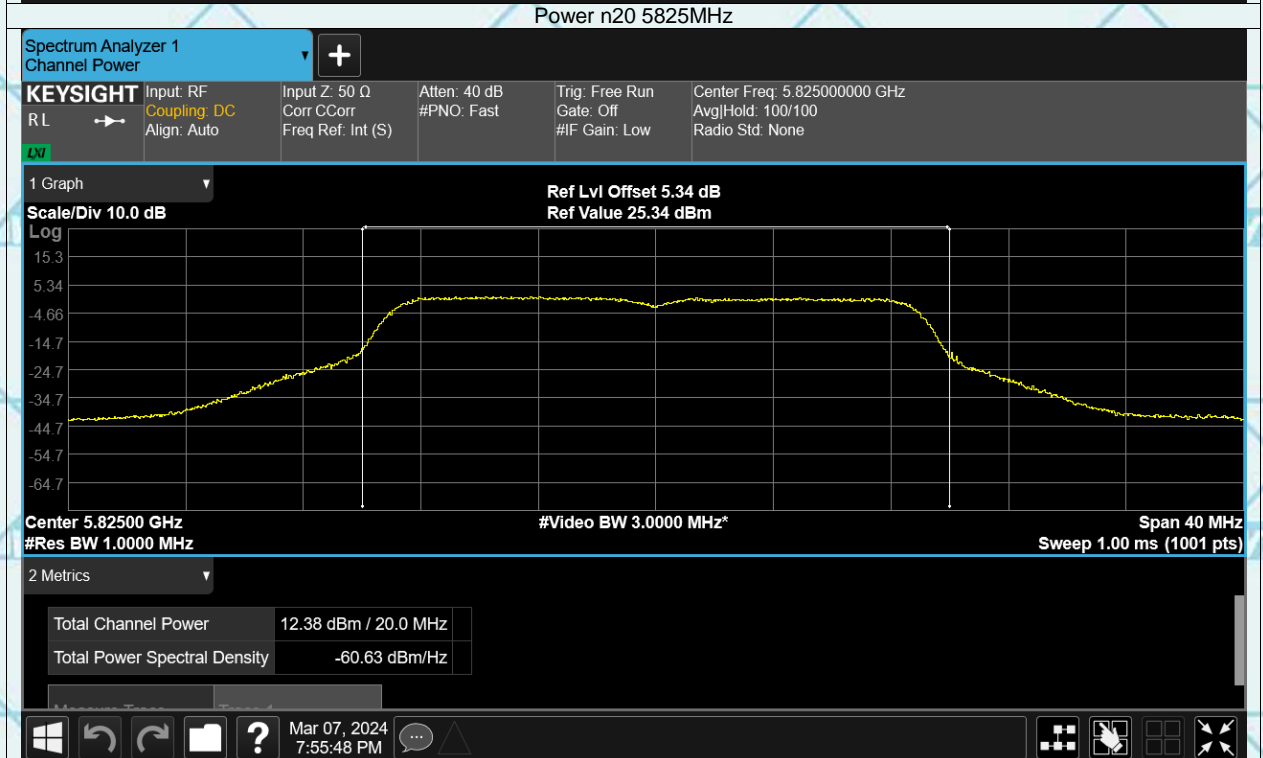 Power n20 5825MHz
Spectrum Analyzer 1
Channel Power
KEYSIGHT
R L
LXI
Input: RF
Coupling: DC
Align: Auto
Input Z: 50 Ω
Corr CCorr
Freq Ref: Int (S)
Atten: 40 dB
#PNO: Fast
Trig: Free Run
Gate: Off
#IF Gain: Low
Center Freq: 5.825000000 GHz
Avg|Hold: 100/100
Radio Std: None
1 Graph
Scale/Div 10.0 dB
Ref Lvl Offset 5.34 dB
Ref Value 25.34 dBm
Log
15.3
5.34
-4.66
-14.7
-24.7
-34.7
-44.7
-54.7
-64.7
Center 5.82500 GHz
#Video BW 3.0000 MHz*
Span 40 MHz
#Res BW 1.0000 MHz
Sweep 1.00 ms (1001 pts)
2 Metrics
Total Channel Power 12.38 dBm / 20.0 MHz
Total Power Spectral Density -60.63 dBm/Hz
Measure Trace Trace 1
?
Mar 07, 2024
7:55:48 PM